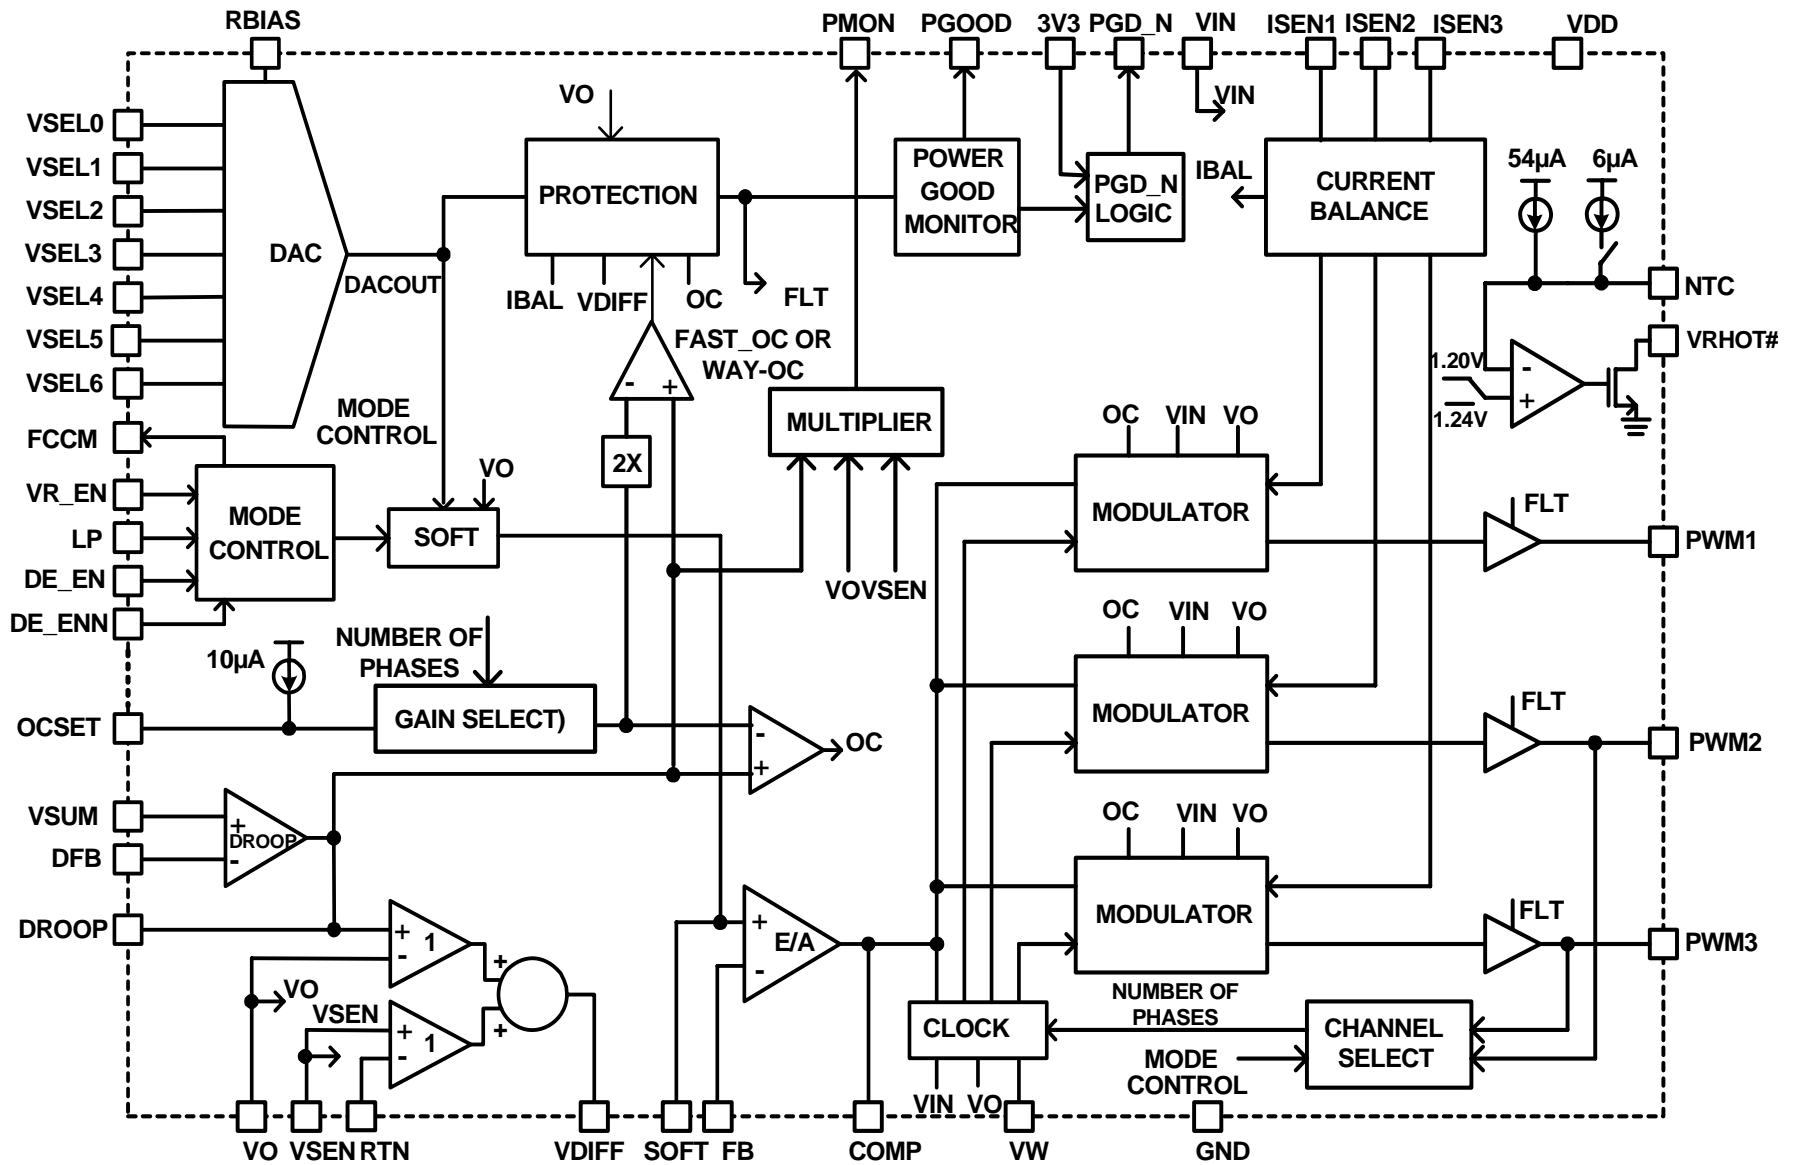 RBIAS
PMON
PGOOD
3V3
PGD_N
VIN
ISEN1
ISEN2
ISEN3
VDD
VSEL0
VSEL1
VSEL2
VSEL3
VSEL4
VSEL5
VSEL6
FCCM
VR_EN
LP
DE_EN
DE_ENN
OCSET
VSUM
DFB
DROOP
DAC
DACOUT
VO
PROTECTION
IBAL
VDIFF
OC
FLT
FAST_OC OR
WAY-OC
-
+
2X
POWER
GOOD
MONITOR
PGD_N
LOGIC
VIN
IBAL
CURRENT
BALANCE
54µA
6µA
NTC
VRHOT#
1.20V
1.24V
-
+
MODE
CONTROL
MODE
CONTROL
VO
SOFT
MULTIPLIER
VO
VSEN
10µA
NUMBER OF
PHASES
GAIN SELECT)
-
+
OC
+
DROOP
-
+
1
-
VO
VSEN
+
1
-
+
+
+
E/A
-
OC
VIN
VO
MODULATOR
FLT
PWM1
OC
VIN
VO
MODULATOR
FLT
PWM2
OC
VIN
VO
MODULATOR
FLT
PWM3
CLOCK
VIN
VO
NUMBER OF
PHASES
MODE
CONTROL
CHANNEL
SELECT
VO
VSEN
RTN
VDIFF
SOFT
FB
COMP
VW
GND